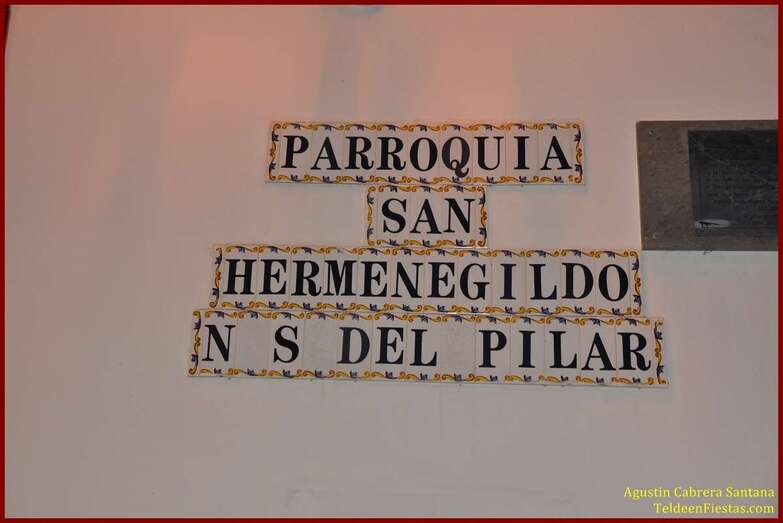 PARROQUIA
SAN
HERMENEGILDO
N S DEL PILAR
Agustin Cabrera Santana
TeldeenFiestas.com